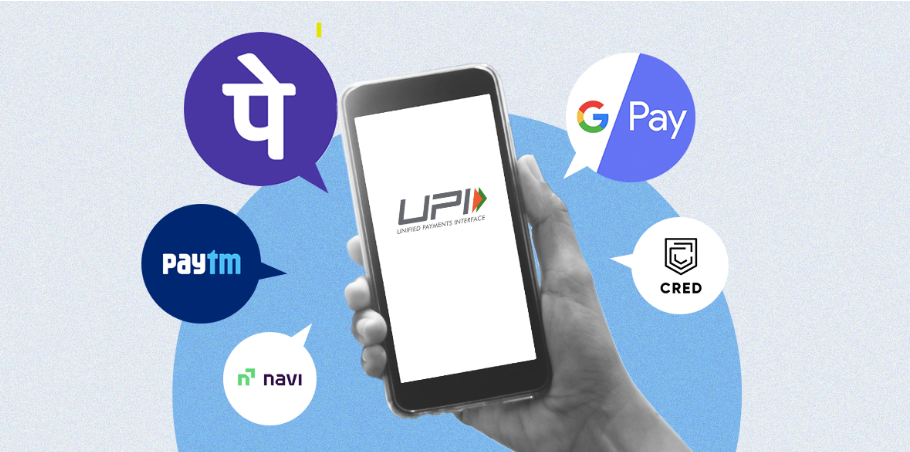 पे
G Pay
UPI
UNIFIED PAYMENTS INTERFACE
paytm
CRED
navi